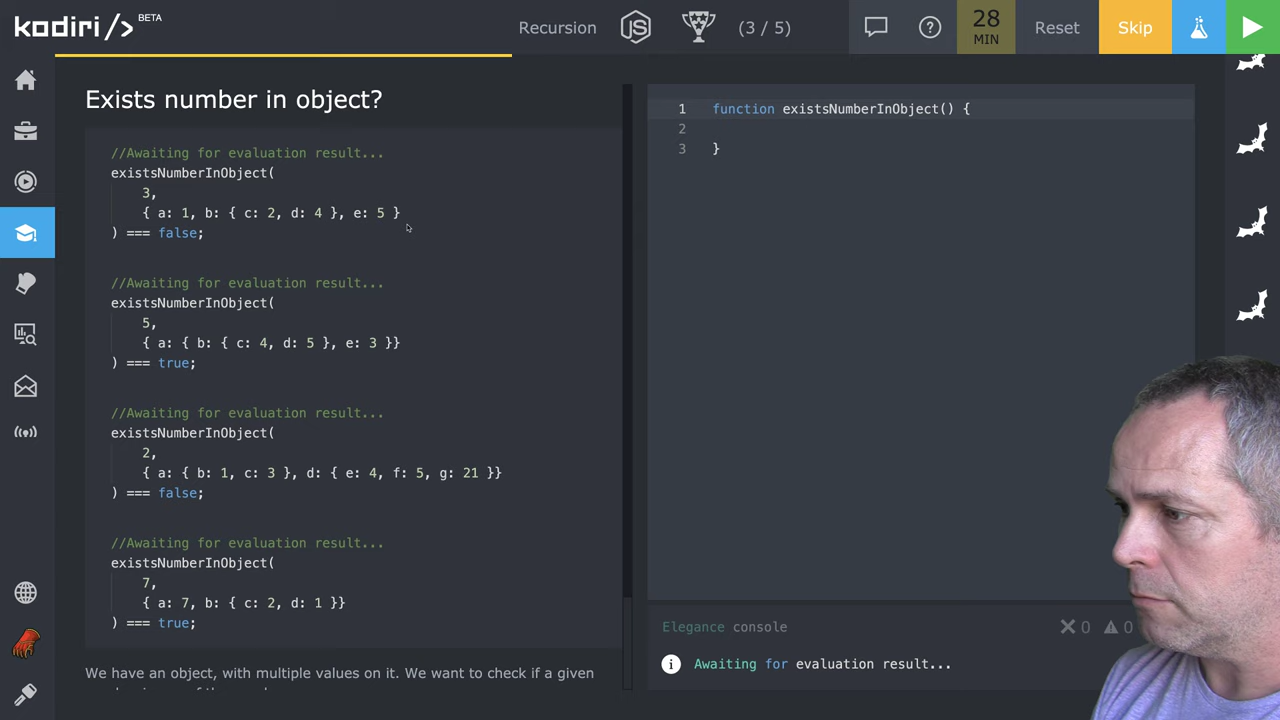 kodiri /> BETA
Recursion
JS
(3 / 5)
28
MIN
Reset
Skip
Exists number in object?
//Awaiting for evaluation result...
existsNumberInObject(
3,
{ a: 1, b: { c: 2, d: 4 }, e: 5 }
) === false;
//Awaiting for evaluation result...
existsNumberInObject(
5,
{ a: { b: { c: 4, d: 5 }, e: 3 }}
) === true;
//Awaiting for evaluation result...
existsNumberInObject(
2,
{ a: { b: 1, c: 3 }, d: { e: 4, f: 5, g: 21 }}
) === false;
//Awaiting for evaluation result...
existsNumberInObject(
7,
{ a: 7, b: { c: 2, d: 1 }}
) === true;
We have an object, with multiple values on it. We want to check if a given
1 function existsNumberInObject() {
2
3 }
Elegance console
0
0
Awaiting for evaluation result...